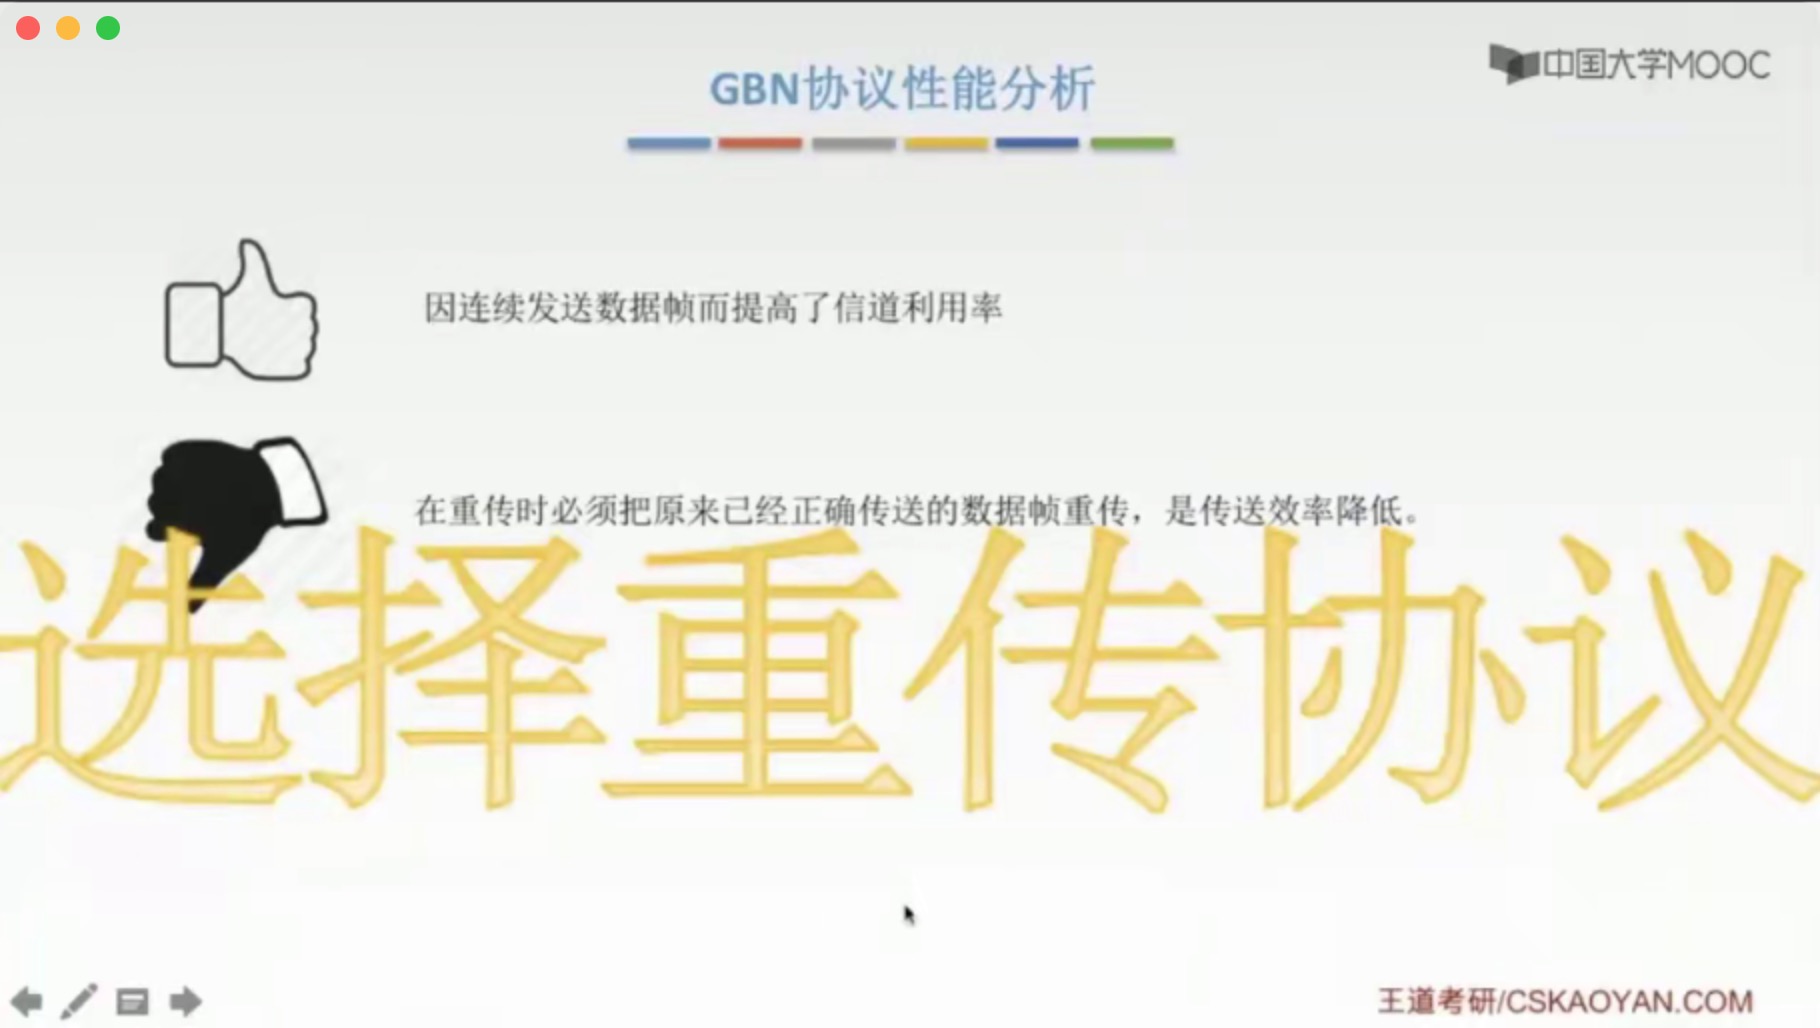 中国大学MOOC
GBN协议性能分析
因连续发送数据帧而提高了信道利用率
在重传时必须把原来已经正确传送的数据帧重传，是传送效率降低。
选择重传协议
王道考研/CSKAOYAN.COM